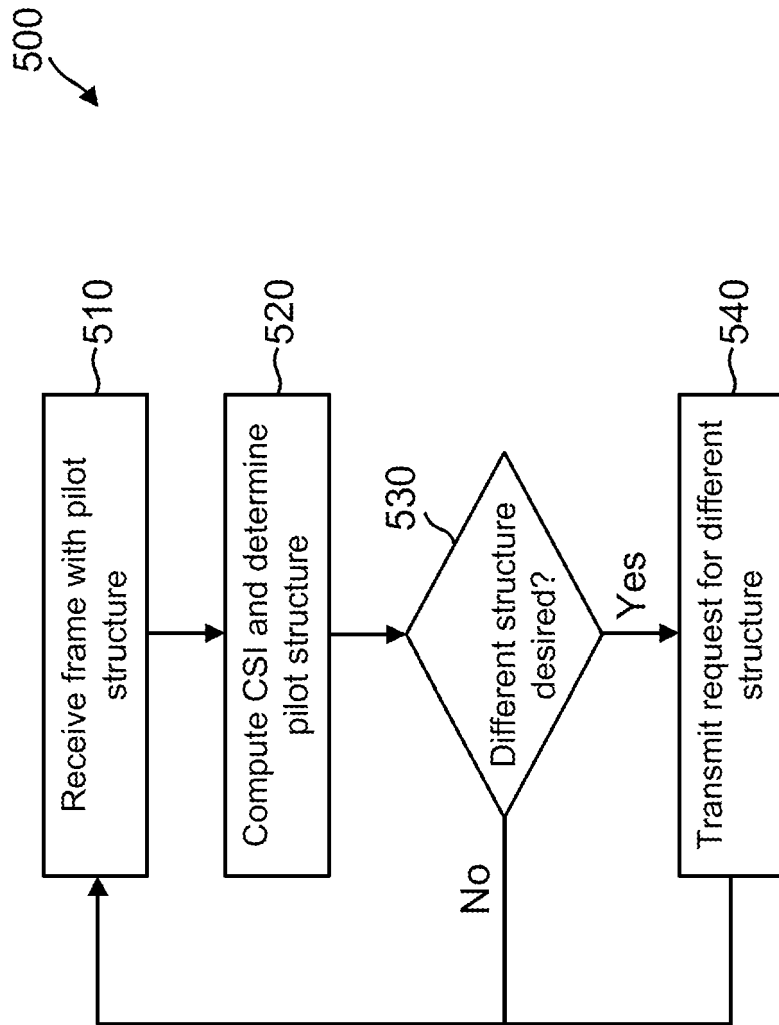 500
Receive frame with pilot
structure
510
Compute CSI and determine
pilot structure
520
Different structure
desired?
530
No
Yes
Transmit request for different
structure
540